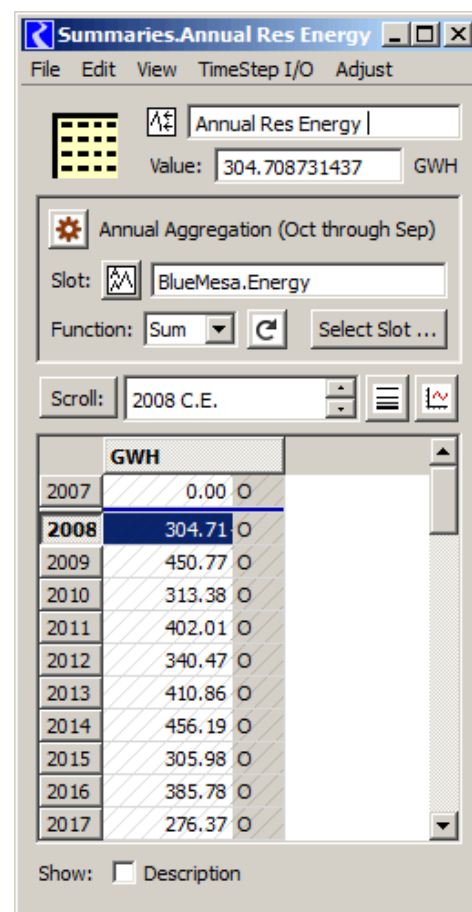 Summaries.Annual Res Energy
File Edit View TimeStep I/O Adjust
Annual Res Energy
Value: 304.708731437 GWH
Annual Aggregation (Oct through Sep)
Slot: BlueMesa.Energy
Function: Sum Select Slot ...
Scroll: 2008 C.E.
GWH
2007 0.00 O
2008 304.71 O
2009 450.77 O
2010 313.38 O
2011 402.01 O
2012 340.47 O
2013 410.86 O
2014 456.19 O
2015 305.98 O
2016 385.78 O
2017 276.37 O
Show: Description